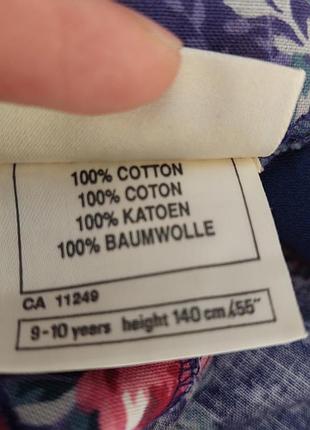 100% COTTON
100% COTON
100% KATOEN
100% BAUMWOLLE
CA 11249
9-10 years height 140 cm/55"